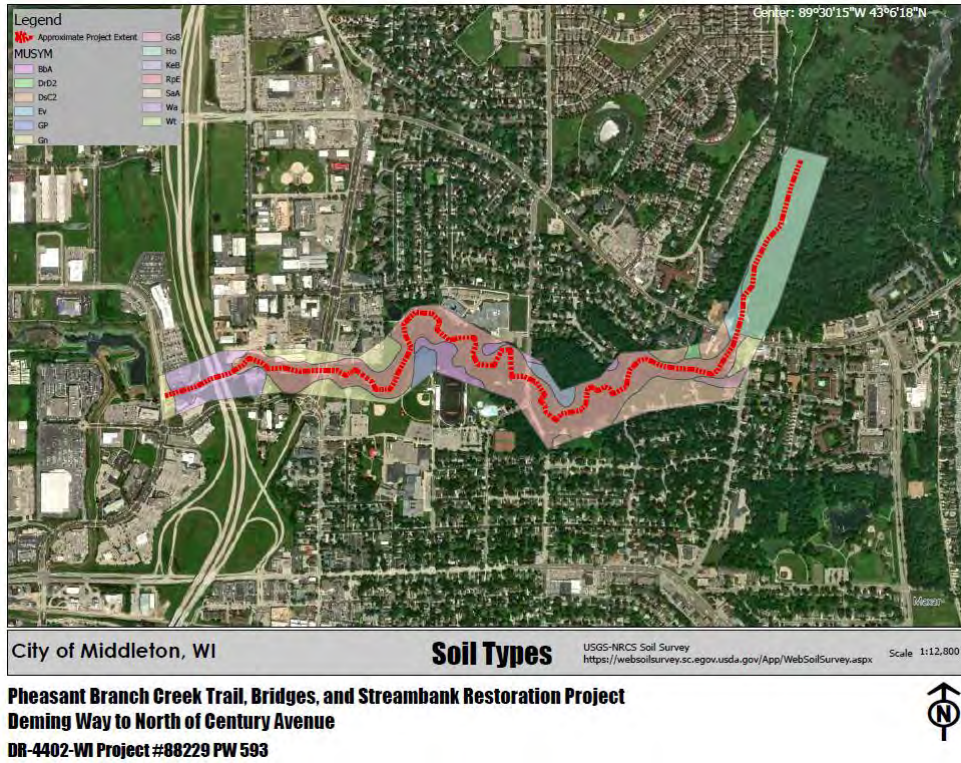 Legend
Approximate Project Extent
MUSYM
BbA
DrD2
DsC2
Ev
GP
Gn
GsB
Ho
KeB
RpE
SaA
Wa
Wt
Center: 89°30'15"W 43°6'18"N
Maxar
City of Middleton, WI
Soil Types
USGS-NRCS Soil Survey
https://websoilsurvey.sc.egov.usda.gov/App/WebSoilSurvey.aspx
Scale 1:12,800
Pheasant Branch Creek Trail, Bridges, and Streambank Restoration Project
Deming Way to North of Century Avenue
DR-4402-WI Project #88229 PW 593
N